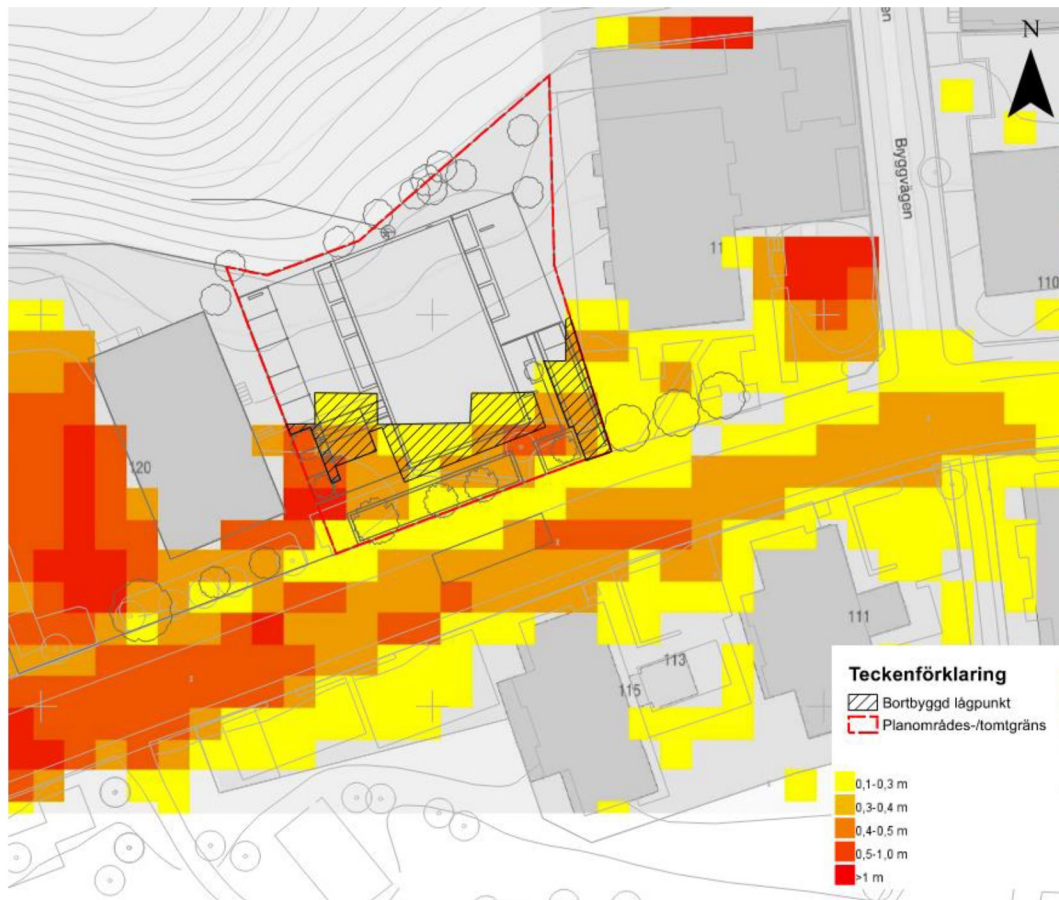 N
Bryggvägen
11
110
120
111
113
115
Teckenförklaring
Bortbyggd lågpunkt
Planområdes-/tomtgräns
0,1-0,3 m
0,3-0,4 m
0,4-0,5 m
0,5-1,0 m
>1 m